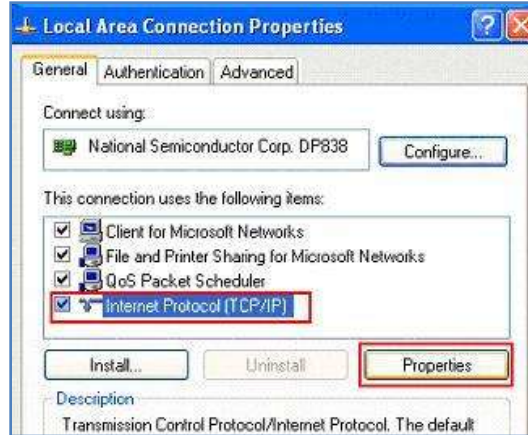 Local Area Connection Properties
General Authentication Advanced
Connect using:
National Semiconductor Corp. DP838
Configure...
This connection uses the following items:
Client for Microsoft Networks
File and Printer Sharing for Microsoft Networks
QoS Packet Scheduler
Internet Protocol (TCP/IP)
Install... Uninstall Properties
Description
Transmission Control Protocol/Internet Protocol. The default